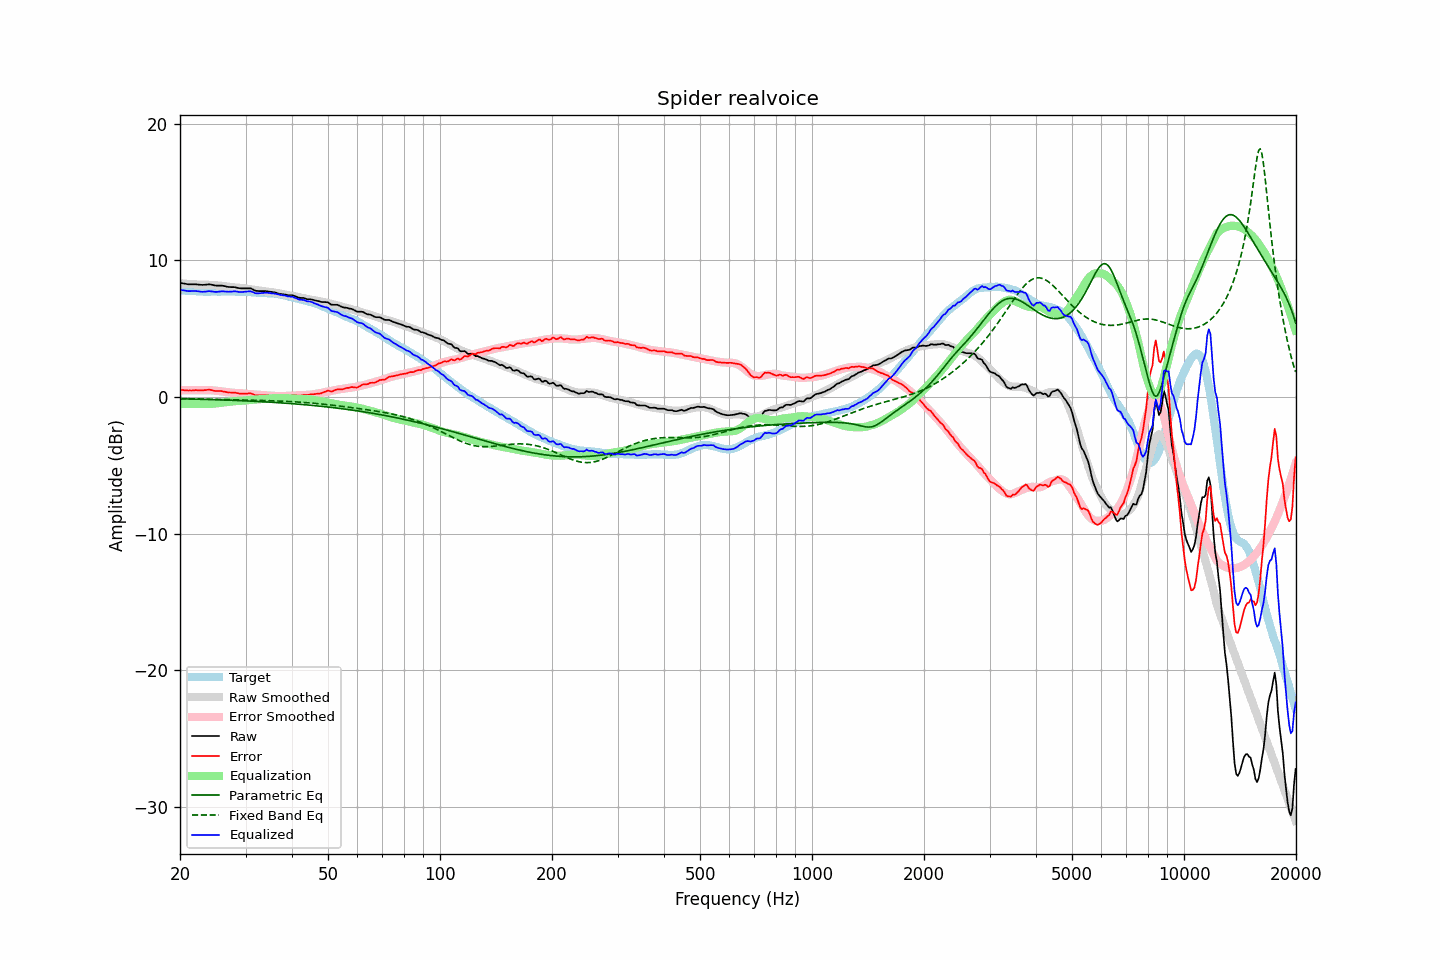 Spider realvoice
Amplitude (dBr)
20
10
0
−10
−20
−30
Target
Raw Smoothed
Error Smoothed
Raw
Error
Equalization
Parametric Eq
Fixed Band Eq
Equalized
20 50 100 200 500 1000 2000 5000 10000 20000
Frequency (Hz)